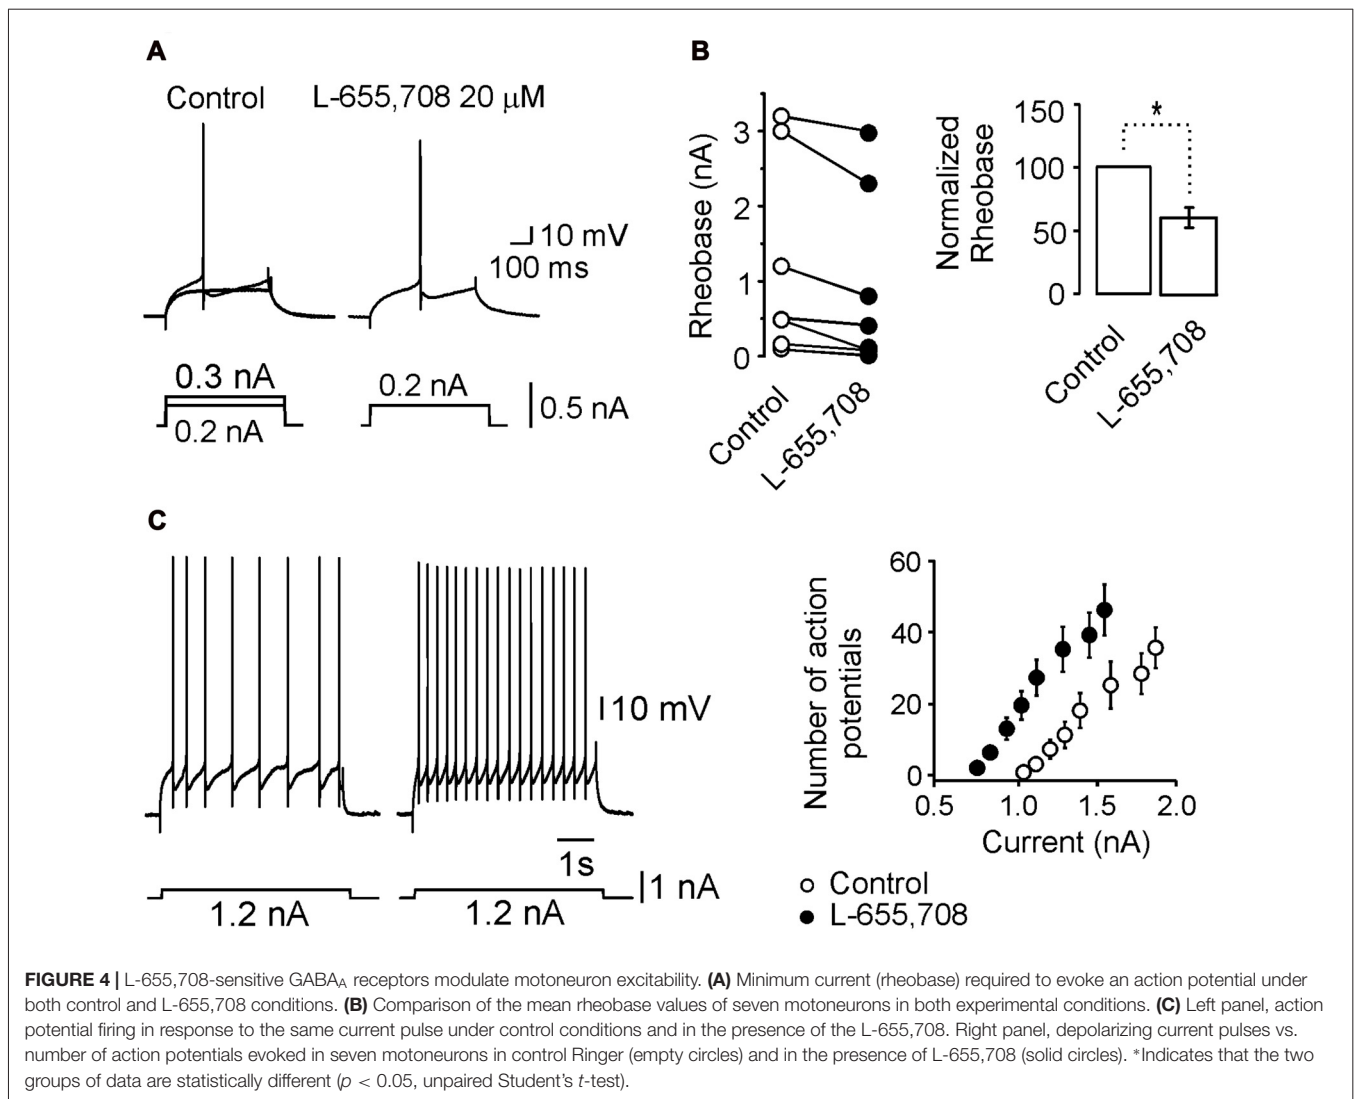 A
Control
L-655,708 20 μM
10 mV
100 ms
0.3 nA
0.2 nA
0.2 nA
0.5 nA
B
Rheobase (nA)
3
2
1
0
Control
L-655,708
Normalized
Rheobase
150
100
50
0
*
Control
L-655,708
C
10 mV
1s
1.2 nA
1.2 nA
1 nA
Number of action
potentials
60
40
20
0
0.5
1.0
1.5
2.0
Current (nA)
Control
L-655,708
FIGURE 4 | L-655,708-sensitive GABAA receptors modulate motoneuron excitability. (A) Minimum current (rheobase) required to evoke an action potential under
both control and L-655,708 conditions. (B) Comparison of the mean rheobase values of seven motoneurons in both experimental conditions. (C) Left panel, action
potential firing in response to the same current pulse under control conditions and in the presence of the L-655,708. Right panel, depolarizing current pulses vs.
number of action potentials evoked in seven motoneurons in control Ringer (empty circles) and in the presence of L-655,708 (solid circles). *Indicates that the two
groups of data are statistically different (p < 0.05, unpaired Student's t-test).